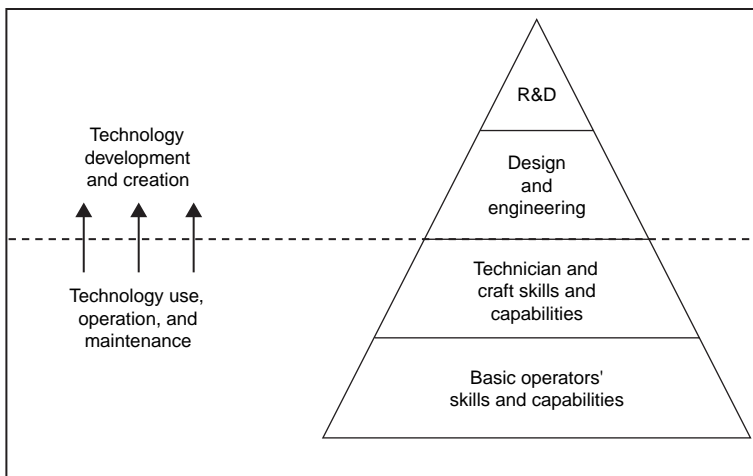 R&D
Technology
development
and creation
Design
and
engineering
Technology use,
operation, and
maintenance
Technician and
craft skills and
capabilities
Basic operators'
skills and capabilities